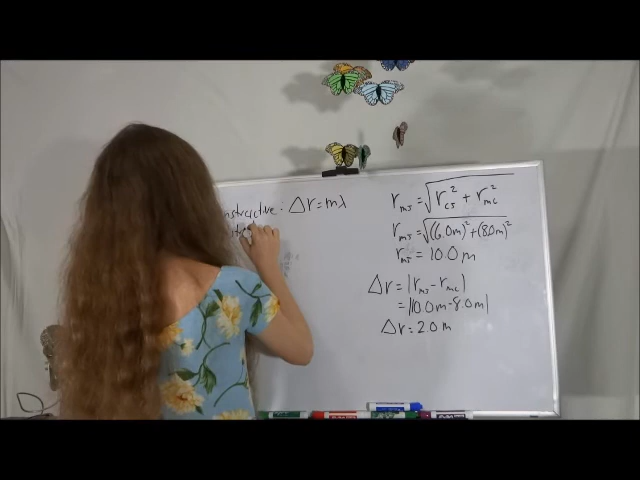 Δr = mλ
r_mJ = √(r_CJ² + r_mC²)
r_mJ = √((6.0m)² + (8.0m)²)
r_mJ = 10.0 m
Δr = |r_mJ - r_mC|
= |10.0m - 8.0m|
Δr = 2.0 m